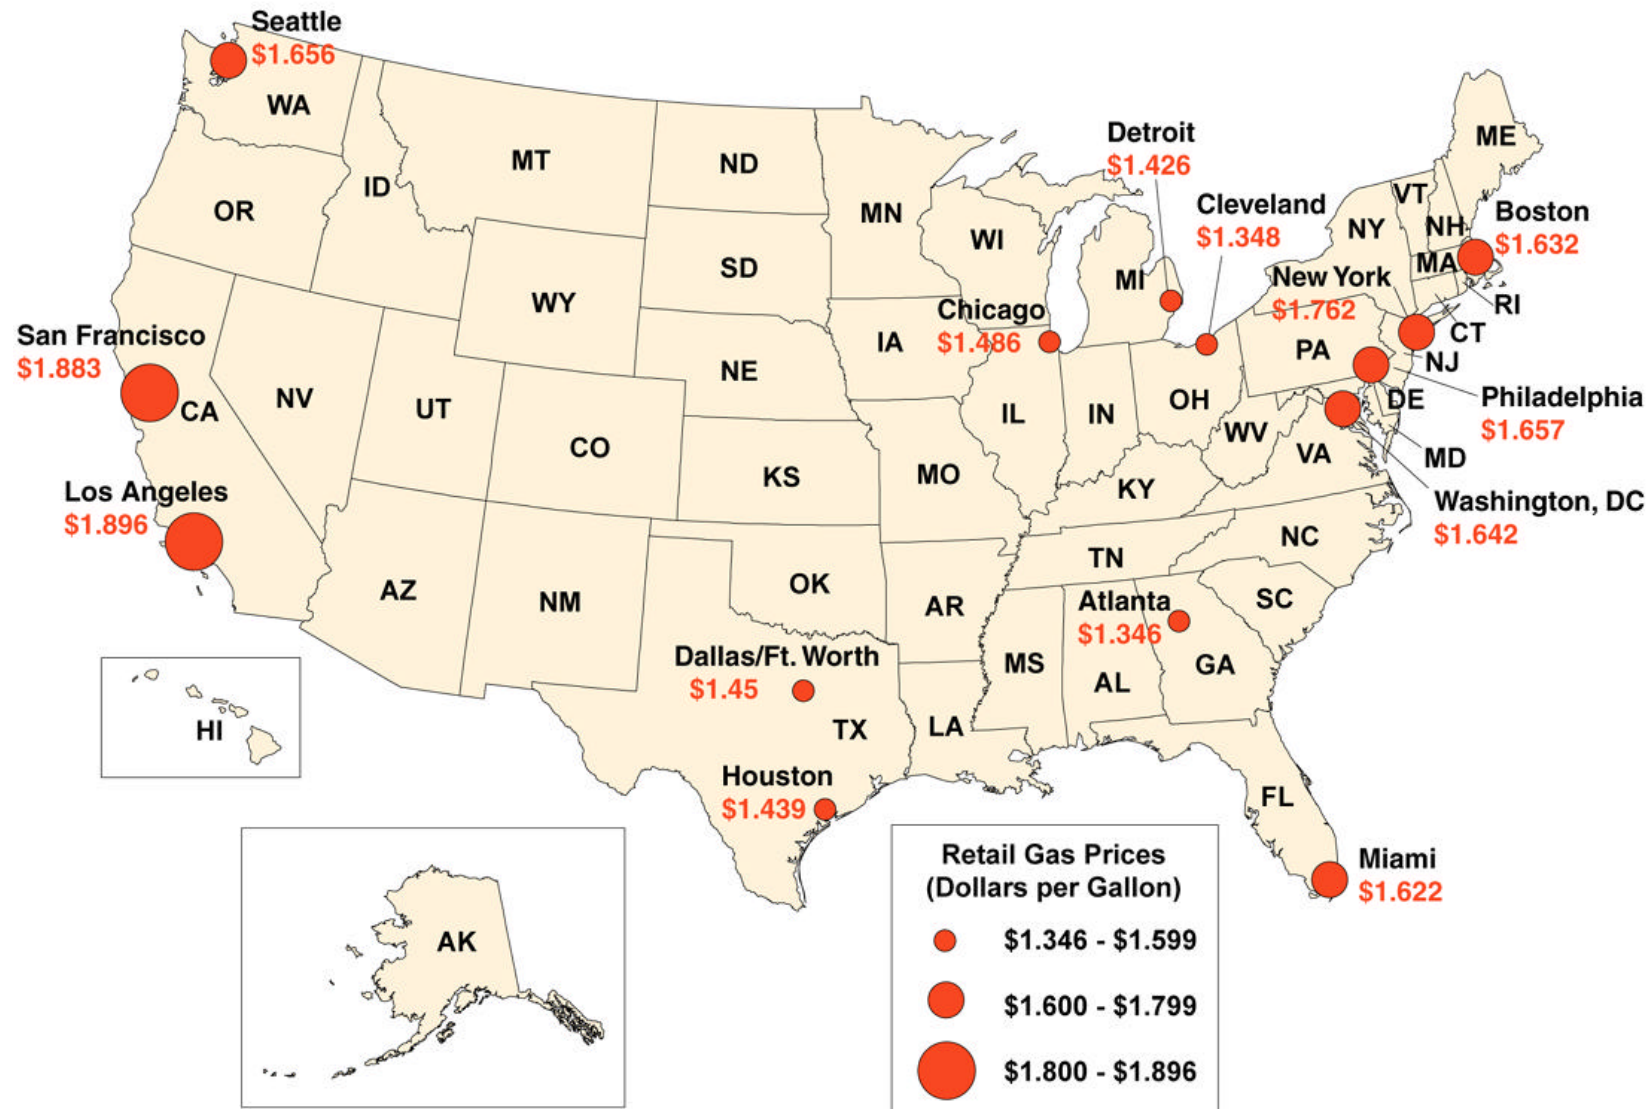 Seattle
$1.656
WA
MT
ND
MN
ID
OR
WY
SD
WI
Detroit
$1.426
MI
Cleveland
$1.348
ME
VT
NH
NY
Boston
$1.632
MA
RI
CT
New York
$1.762
NJ
PA
Philadelphia
$1.657
DE
MD
Washington, DC
$1.642
San Francisco
$1.883
CA
NV
UT
CO
NE
IA
Chicago
$1.486
IL
IN
OH
WV
VA
KS
MO
KY
Los Angeles
$1.896
AZ
NM
OK
AR
TN
NC
SC
Atlanta
$1.346
GA
AL
MS
LA
Dallas/Ft. Worth
$1.45
TX
Houston
$1.439
FL
Miami
$1.622
HI
AK
Retail Gas Prices
(Dollars per Gallon)
$1.346 - $1.599
$1.600 - $1.799
$1.800 - $1.896